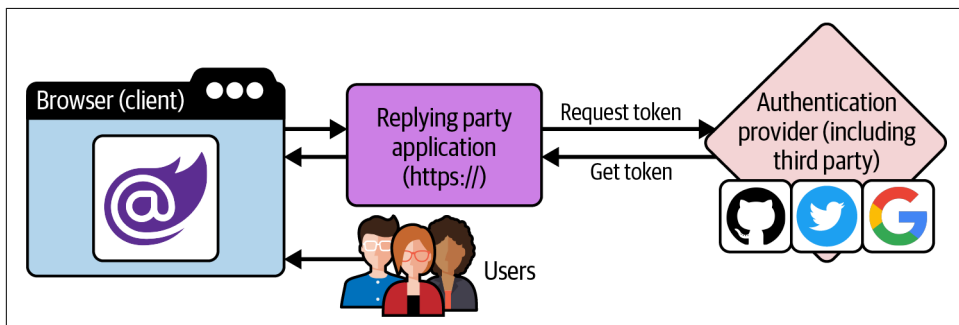 Browser (client)
Replying party
application
(https://)
Request token
Get token
Authentication
provider (including
third party)
Users